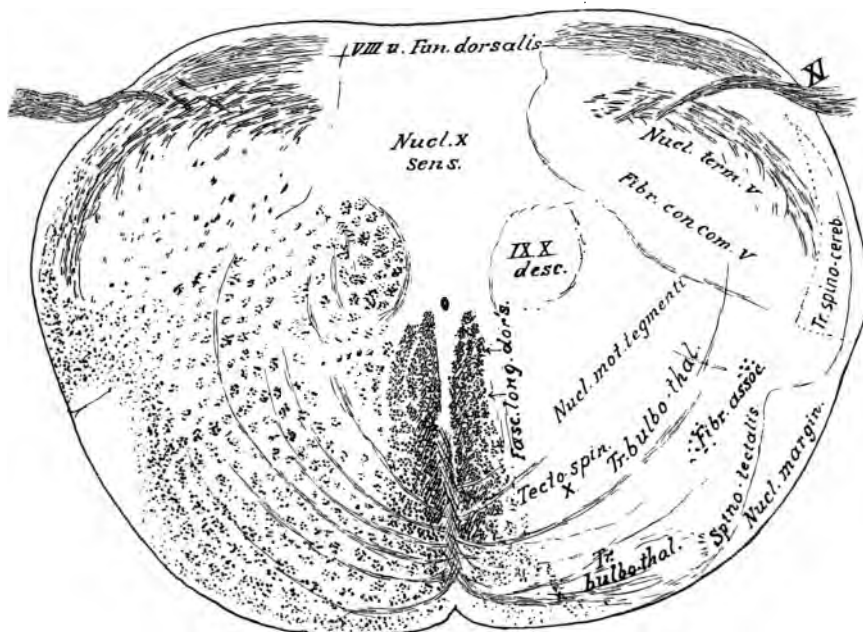 VIII u. Fun. dorsalis
XI
Nucl. X
sens.
Nucl. term. V
Fibr. con com. V
IX X
desc.
Tr. spino-cereb.
Fasc. long. dors.
Nucl. mot. tegmenti
Tr. bulbo-thal.
Fibr. assoc.
Tecto spin.
X
Spino-tectalis
Nucl. margin.
Tr.
bulbo-thal.